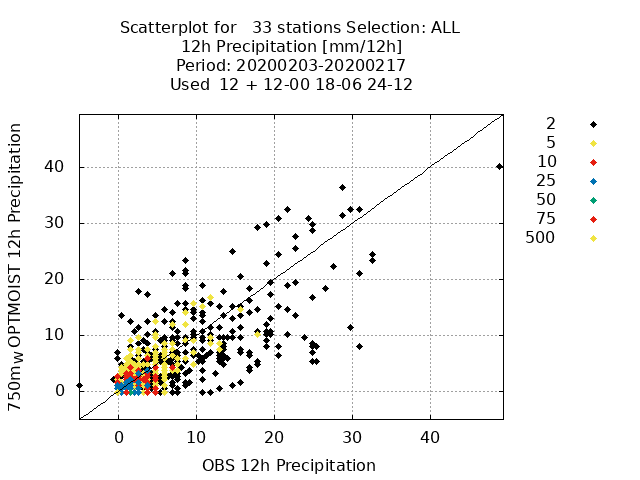 Scatterplot for   33 stations Selection: ALL
12h Precipitation [mm/12h]
Period: 20200203-20200217
Used  12 + 12-00 18-06 24-12
2
5
10
25
50
75
500
40
30
20
10
0
750mw OPTMOIST 12h Precipitation
0 10 20 30 40
OBS 12h Precipitation